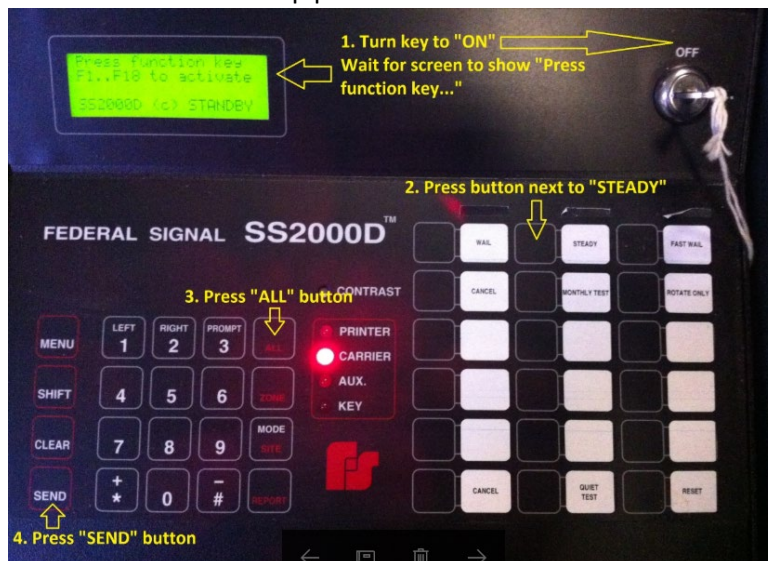 1. Turn key to "ON"
Wait for screen to show "Press
function key..."
OFF
Press function key
F1..F18 to activate
SS2000D (c) STANDBY
2. Press button next to "STEADY"
FEDERAL SIGNAL SS2000D™
WAIL
STEADY
FAST WAIL
CONTRAST
CANCEL
MONTHLY TEST
ROTATE ONLY
3. Press "ALL" button
MENU
LEFT
1
RIGHT
2
PROMPT
3
ALL
PRINTER
CARRIER
AUX.
KEY
SHIFT
4
5
6
ZONE
CLEAR
7
8
9
MODE
SITE
SEND
+
*
0
–
#
REPORT
CANCEL
QUIET
TEST
RESET
4. Press "SEND" button